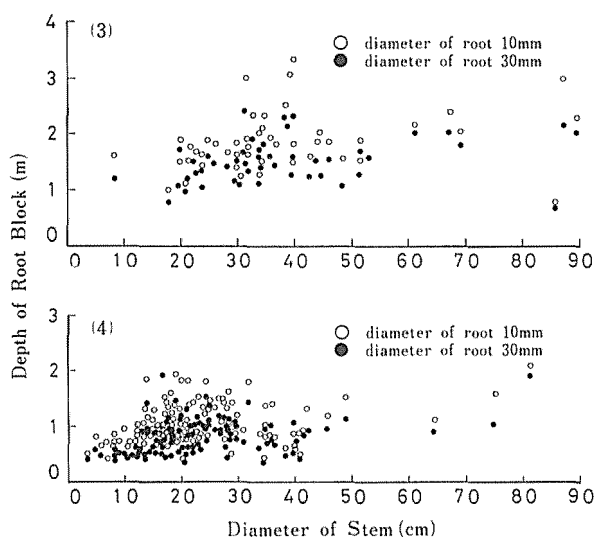 4
(3)
diameter of root 10mm
diameter of root 30mm
3
2
1
0
0 10 20 30 40 50 60 70 80 90
Depth of Root Block (m)
3
(4)
diameter of root 10mm
diameter of root 30mm
2
1
0
0 10 20 30 40 50 60 70 80 90
Diameter of Stem (cm)